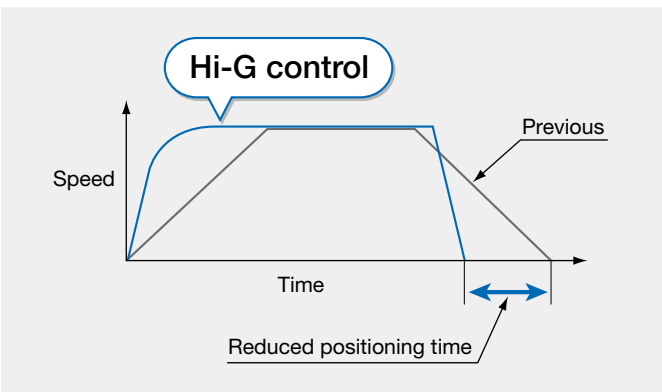 Hi-G control
Previous
Speed
Time
Reduced positioning time